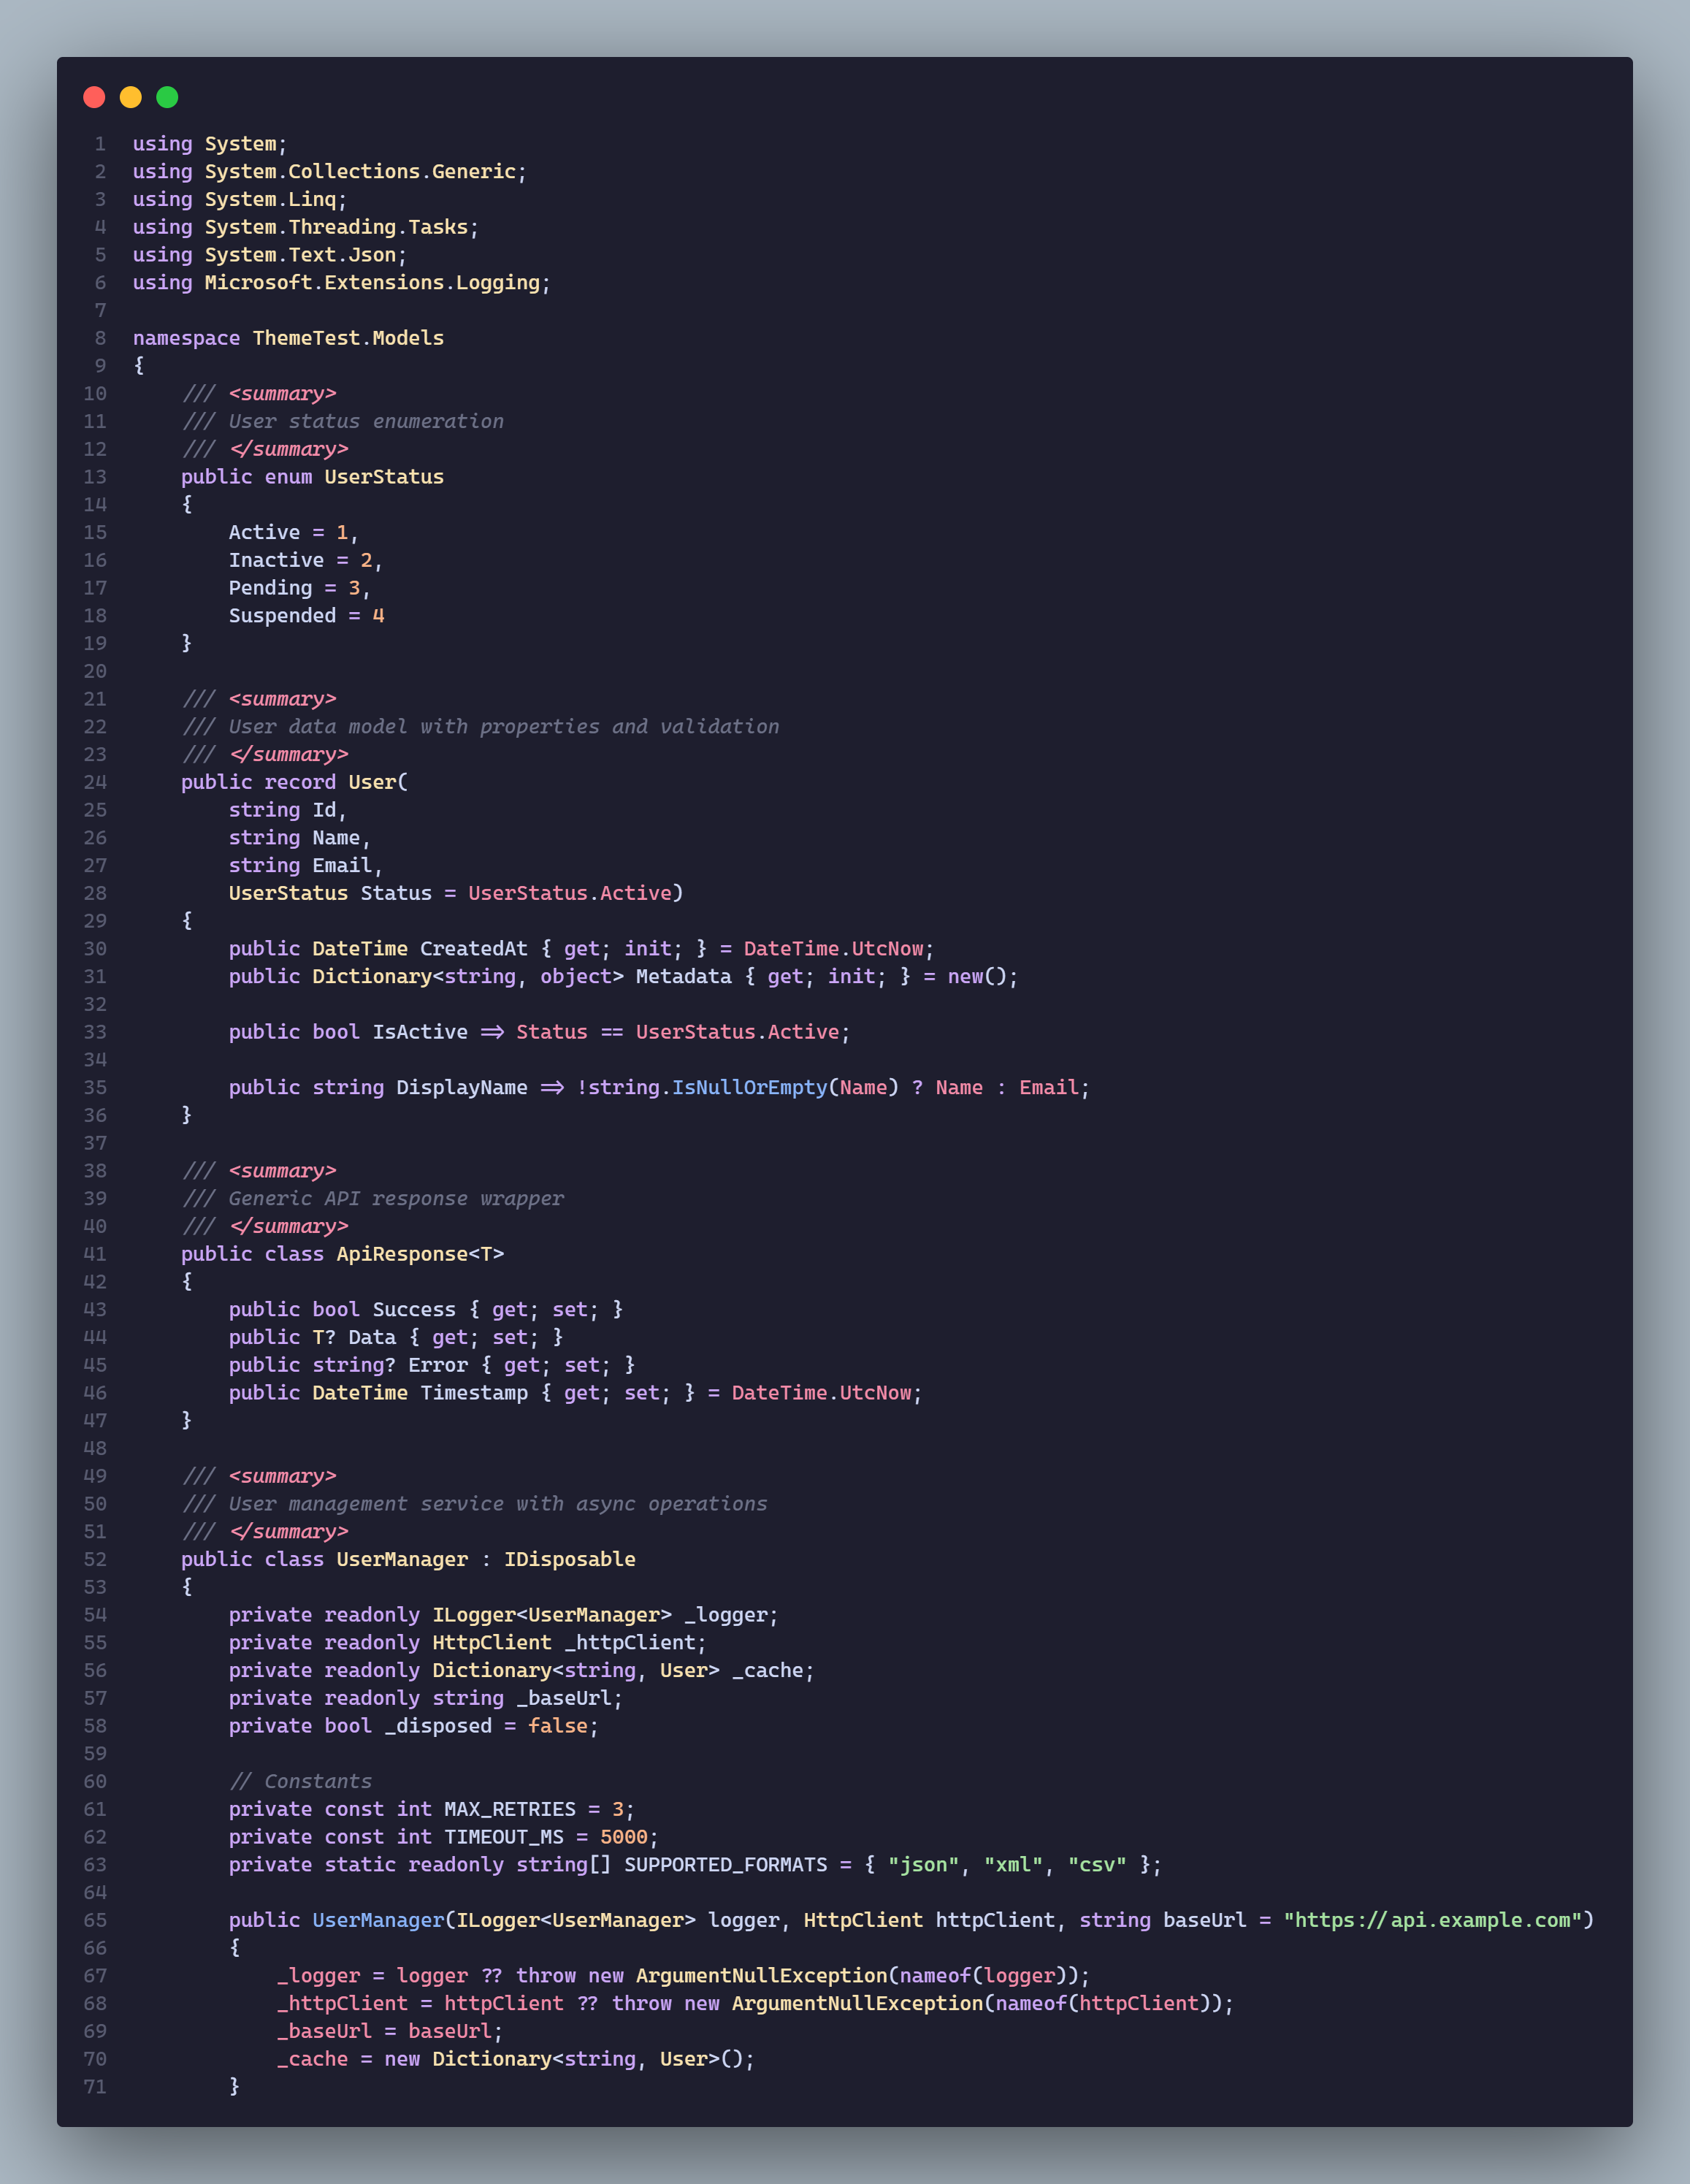 1 using System;
2 using System.Collections.Generic;
3 using System.Linq;
4 using System.Threading.Tasks;
5 using System.Text.Json;
6 using Microsoft.Extensions.Logging;
7
8 namespace ThemeTest.Models
9 {
10     /// <summary>
11     /// User status enumeration
12     /// </summary>
13     public enum UserStatus
14     {
15         Active = 1,
16         Inactive = 2,
17         Pending = 3,
18         Suspended = 4
19     }
20
21     /// <summary>
22     /// User data model with properties and validation
23     /// </summary>
24     public record User(
25         string Id,
26         string Name,
27         string Email,
28         UserStatus Status = UserStatus.Active)
29     {
30         public DateTime CreatedAt { get; init; } = DateTime.UtcNow;
31         public Dictionary<string, object> Metadata { get; init; } = new();
32
33         public bool IsActive => Status == UserStatus.Active;
34
35         public string DisplayName => !string.IsNullOrEmpty(Name) ? Name : Email;
36     }
37
38     /// <summary>
39     /// Generic API response wrapper
40     /// </summary>
41     public class ApiResponse<T>
42     {
43         public bool Success { get; set; }
44         public T? Data { get; set; }
45         public string? Error { get; set; }
46         public DateTime Timestamp { get; set; } = DateTime.UtcNow;
47     }
48
49     /// <summary>
50     /// User management service with async operations
51     /// </summary>
52     public class UserManager : IDisposable
53     {
54         private readonly ILogger<UserManager> _logger;
55         private readonly HttpClient _httpClient;
56         private readonly Dictionary<string, User> _cache;
57         private readonly string _baseUrl;
58         private bool _disposed = false;
59
60         // Constants
61         private const int MAX_RETRIES = 3;
62         private const int TIMEOUT_MS = 5000;
63         private static readonly string[] SUPPORTED_FORMATS = { "json", "xml", "csv" };
64
65         public UserManager(ILogger<UserManager> logger, HttpClient httpClient, string baseUrl = "https://api.example.com")
66         {
67             _logger = logger ?? throw new ArgumentNullException(nameof(logger));
68             _httpClient = httpClient ?? throw new ArgumentNullException(nameof(httpClient));
69             _baseUrl = baseUrl;
70             _cache = new Dictionary<string, User>();
71         }